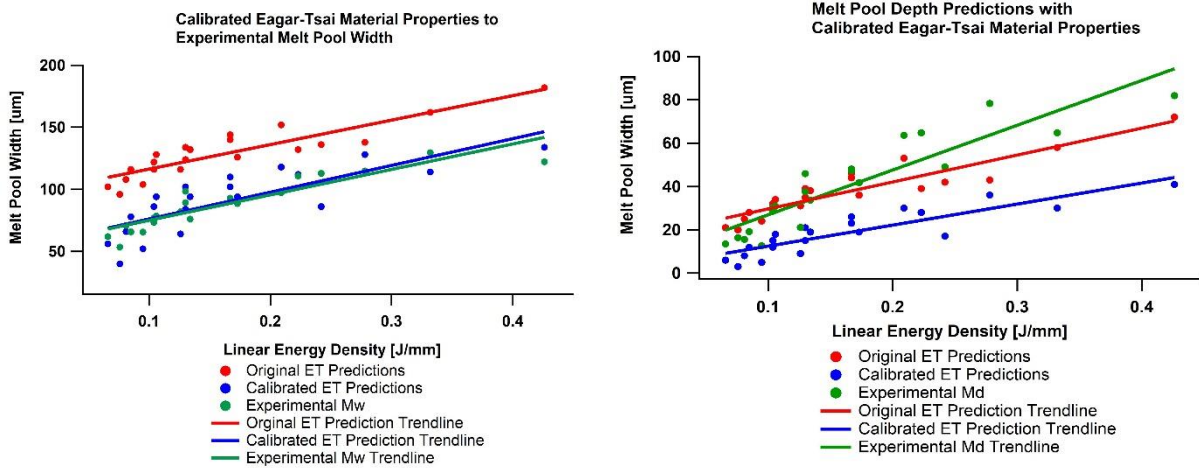 Calibrated Eagar-Tsai Material Properties to
Experimental Melt Pool Width
Melt Pool Width [um]
200
150
100
50
0.1
0.2
0.3
0.4
Linear Energy Density [J/mm]
Original ET Predictions
Calibrated ET Predictions
Experimental Mw
Orginal ET Prediction Trendline
Calibrated ET Prediction Trendline
Experimental Mw Trendline
Melt Pool Depth Predictions with
Calibrated Eagar-Tsai Material Properties
Melt Pool Width [um]
100
80
60
40
20
0
0.1
0.2
0.3
0.4
Linear Energy Density [J/mm]
Original ET Predictions
Calibrated ET Predictions
Experimental Md
Original ET Prediction Trendline
Calibrated ET Prediction Trendline
Experimental Md Trendline